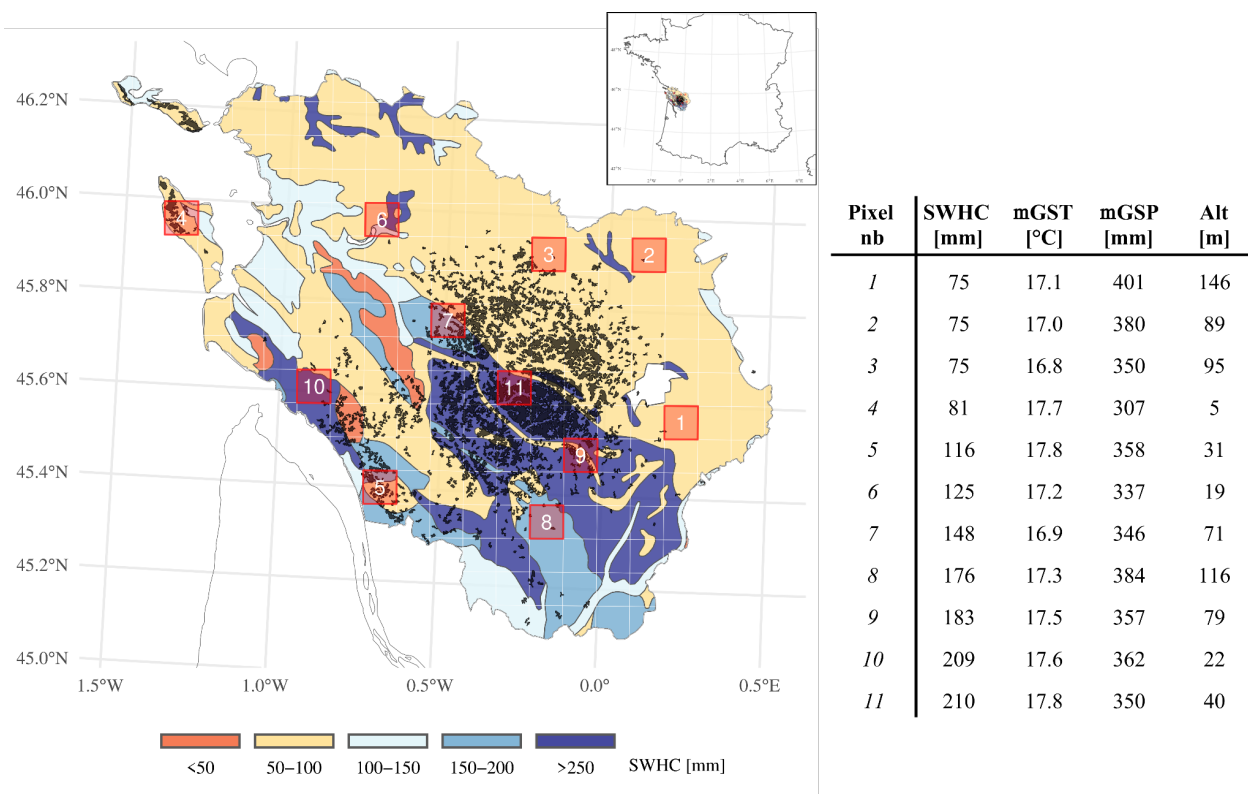 46.2°N
46.0°N
45.8°N
45.6°N
45.4°N
45.2°N
45.0°N
1.5°W 1.0°W 0.5°W 0.0° 0.5°E
4
6
3 2
7
10 11
1
9
5
8
<50 50–100 100–150 150–200 >250 SWHC [mm]
Pixel nb SWHC [mm] mGST [°C] mGSP [mm] Alt [m]
1 75 17.1 401 146
2 75 17.0 380 89
3 75 16.8 350 95
4 81 17.7 307 5
5 116 17.8 358 31
6 125 17.2 337 19
7 148 16.9 346 71
8 176 17.3 384 116
9 183 17.5 357 79
10 209 17.6 362 22
11 210 17.8 350 40